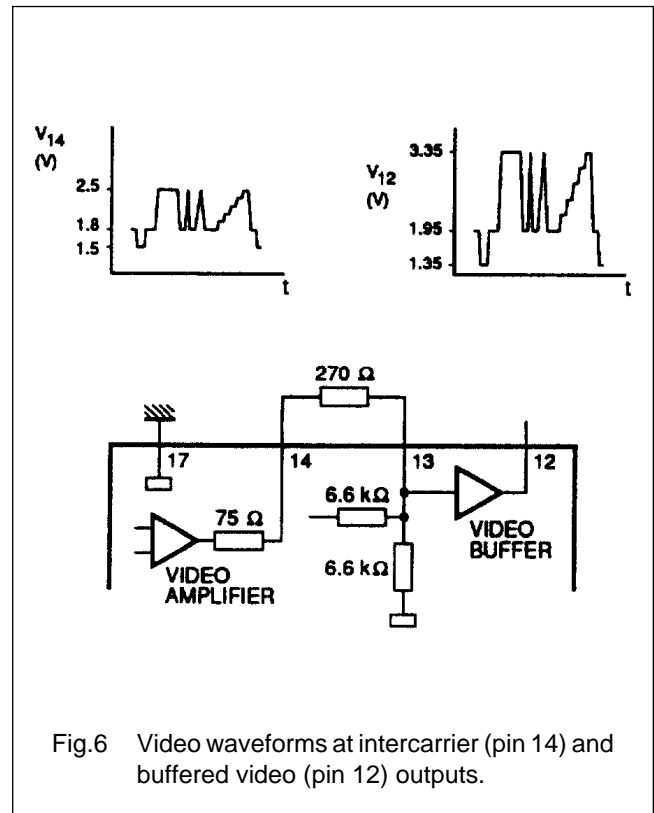 V14
(V)
2.5
1.8
1.5
t
V12
(V)
3.35
1.95
1.35
t
270 Ω
17
14
13
12
75 Ω
6.6 kΩ
6.6 kΩ
VIDEO
AMPLIFIER
VIDEO
BUFFER
Fig.6 Video waveforms at intercarrier (pin 14) and
buffered video (pin 12) outputs.